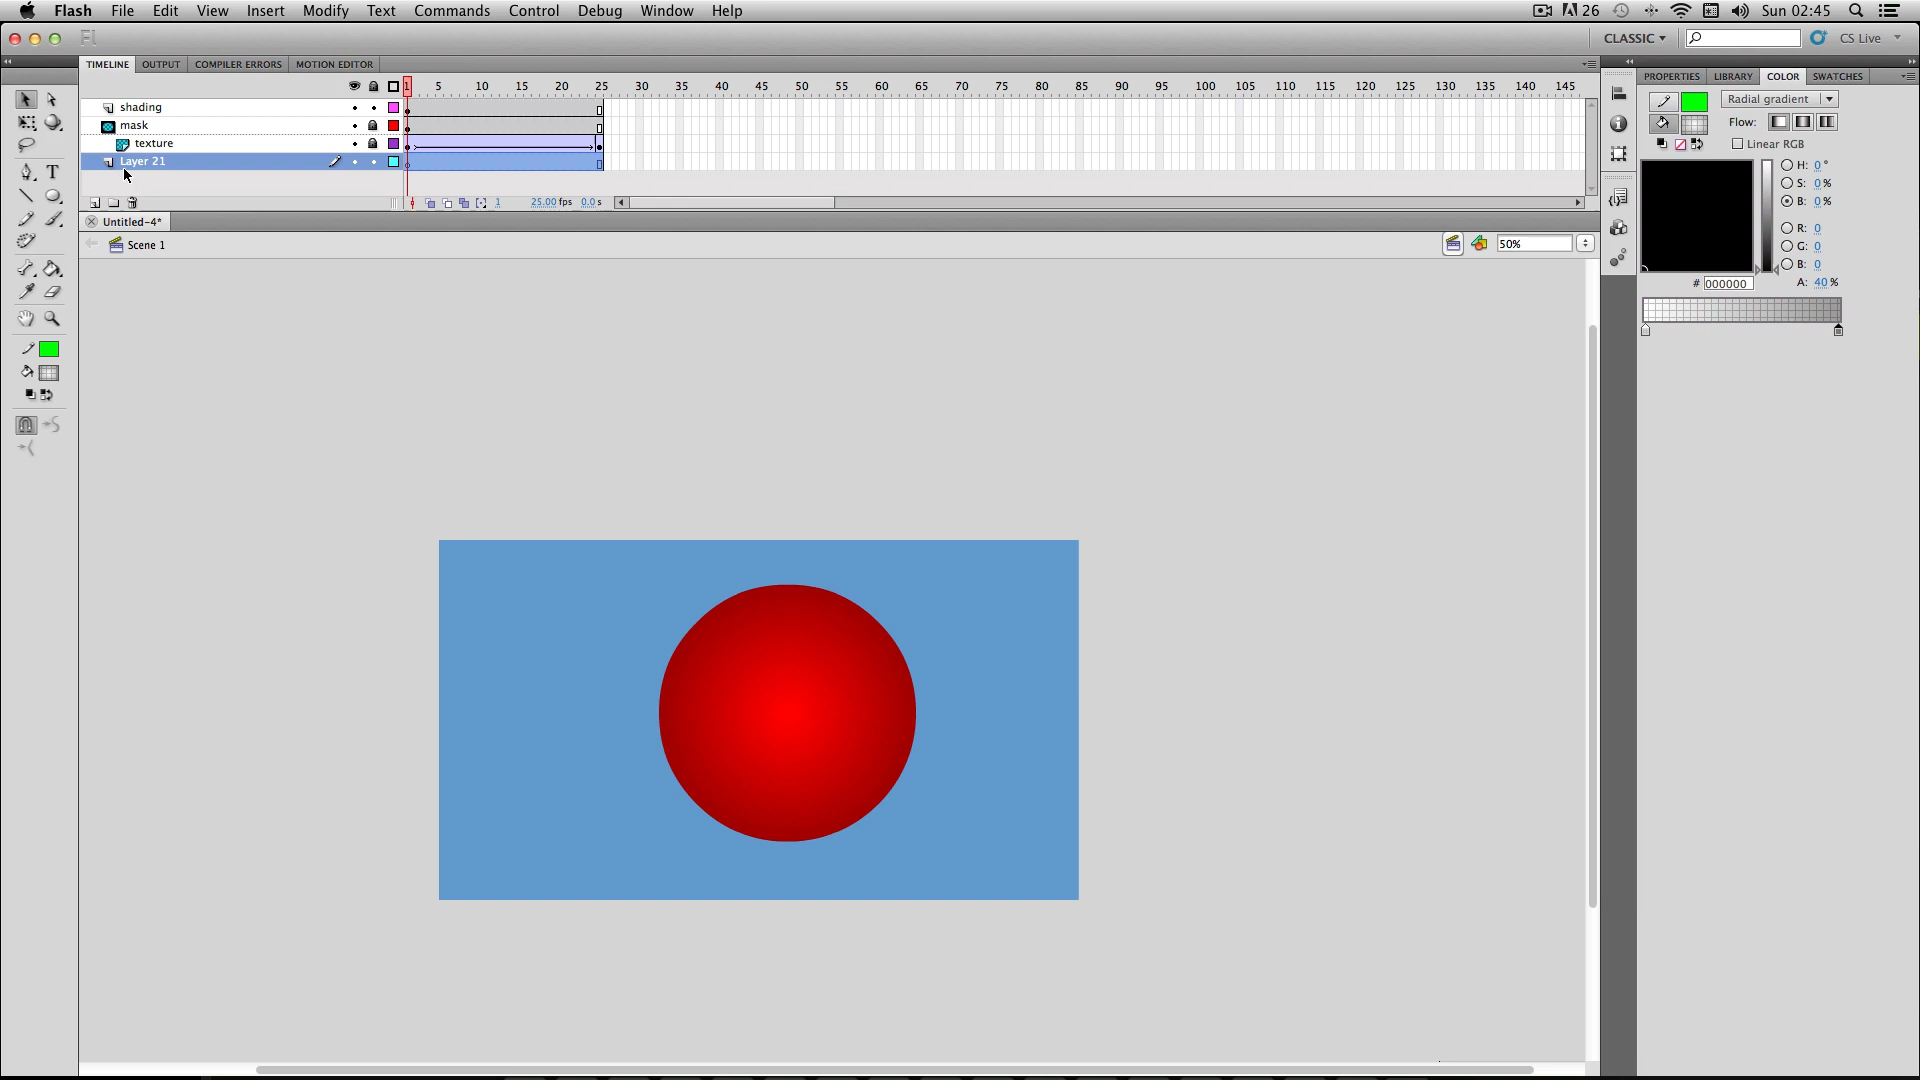 Flash File Edit View Insert Modify Text Commands Control Debug Window Help 26 Sun 02:45
Fl CLASSIC CS Live
TIMELINE OUTPUT COMPILER ERRORS MOTION EDITOR
PROPERTIES LIBRARY COLOR SWATCHES
1 5 10 15 20 25 30 35 40 45 50 55 60 65 70 75 80 85 90 95 100 105 110 115 120 125 130 135 140 145
Radial gradient
shading
Flow:
mask
texture
Linear RGB
Layer 21
H: 0 °
S: 0 %
B: 0 %
1 25.00 fps 0.0 s
Untitled-4*
R: 0
Scene 1
50%
G: 0
B: 0
# 000000 A: 40 %